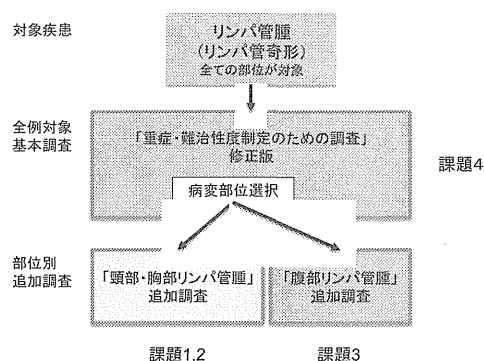 対象疾患
リンパ管腫
(リンパ管奇形)
全ての部位が対象
全例対象
基本調査
「重症・難治性度制定のための調査」
修正版
病変部位選択
課題4
部位別
追加調査
「頸部・胸部リンパ管腫」
追加調査
「腹部リンパ管腫」
追加調査
課題1.2
課題3